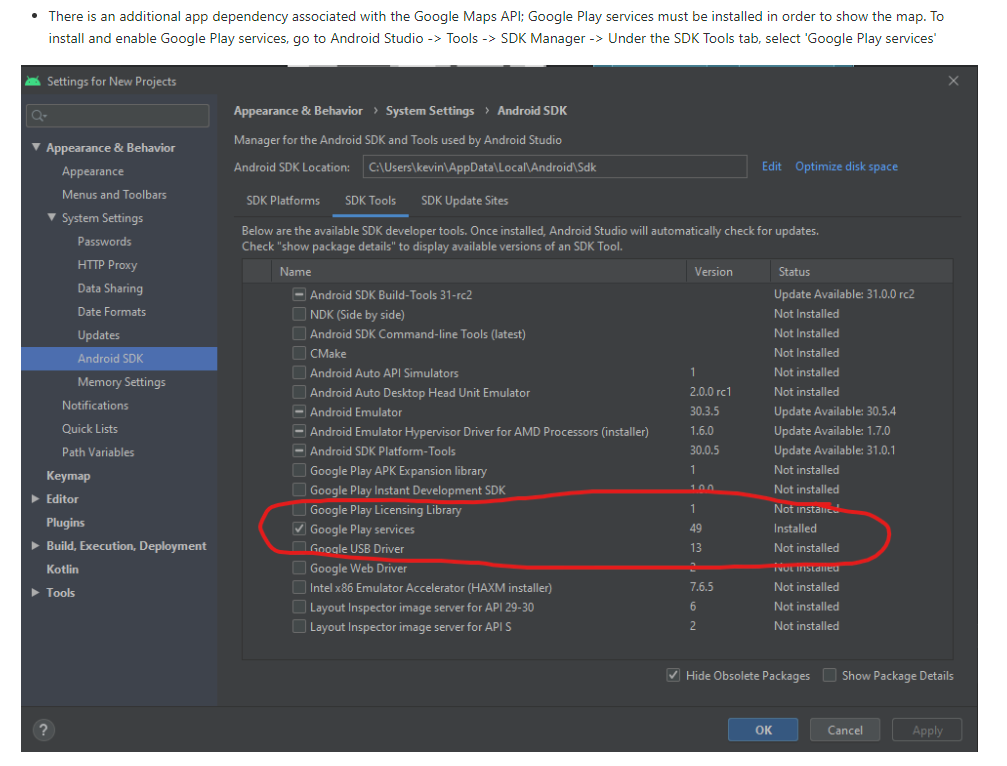 • There is an additional app dependency associated with the Google Maps API; Google Play services must be installed in order to show the map. To
install and enable Google Play services, go to Android Studio -> Tools -> SDK Manager -> Under the SDK Tools tab, select 'Google Play services'
Settings for New Projects
Appearance & Behavior
Appearance
Menus and Toolbars
System Settings
Passwords
HTTP Proxy
Data Sharing
Date Formats
Updates
Android SDK
Memory Settings
Notifications
Quick Lists
Path Variables
Keymap
Editor
Plugins
Build, Execution, Deployment
Kotlin
Tools
Appearance & Behavior › System Settings › Android SDK
Manager for the Android SDK and Tools used by Android Studio
Android SDK Location: C:\Users\kevin\AppData\Local\Android\Sdk Edit Optimize disk space
SDK Platforms SDK Tools SDK Update Sites
Below are the available SDK developer tools. Once installed, Android Studio will automatically check for updates.
Check "show package details" to display available versions of an SDK Tool.
Name Version Status
Android SDK Build-Tools 31-rc2 Update Available: 31.0.0 rc2
NDK (Side by side) Not Installed
Android SDK Command-line Tools (latest) Not Installed
CMake Not Installed
Android Auto API Simulators 1 Not installed
Android Auto Desktop Head Unit Emulator 2.0.0 rc1 Not installed
Android Emulator 30.3.5 Update Available: 30.5.4
Android Emulator Hypervisor Driver for AMD Processors (installer) 1.6.0 Update Available: 1.7.0
Android SDK Platform-Tools 30.0.5 Update Available: 31.0.1
Google Play APK Expansion library 1 Not installed
Google Play Instant Development SDK 1.9.0 Not installed
Google Play Licensing Library 1 Not installed
Google Play services 49 Installed
Google USB Driver 13 Not installed
Google Web Driver 2 Not installed
Intel x86 Emulator Accelerator (HAXM installer) 7.6.5 Not installed
Layout Inspector image server for API 29-30 6 Not installed
Layout Inspector image server for API S 2 Not installed
Hide Obsolete Packages Show Package Details
? OK Cancel Apply